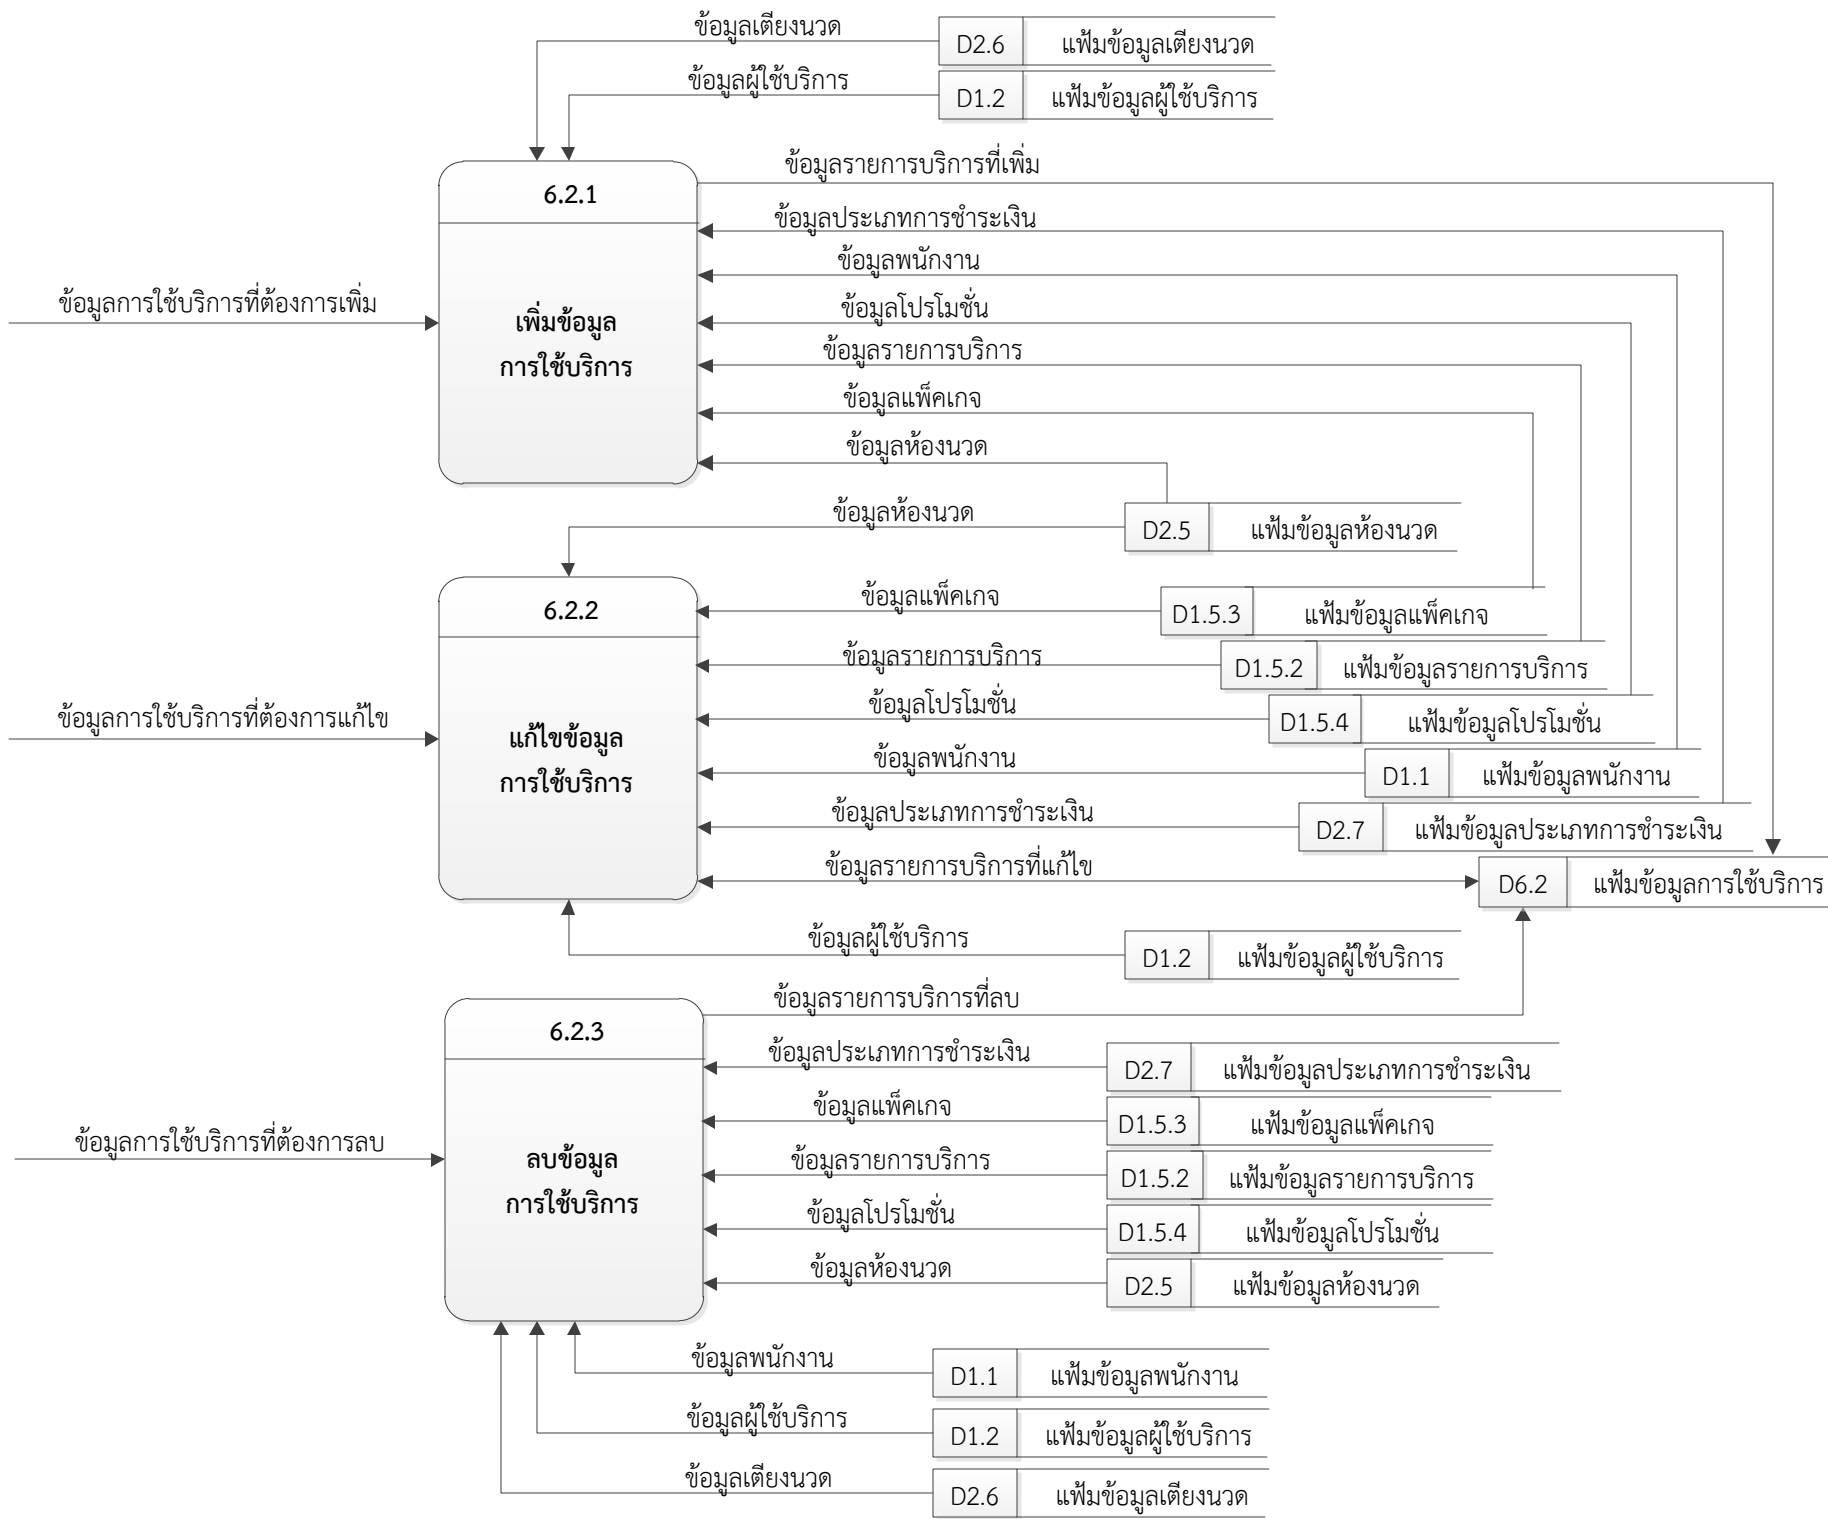 ข้อมูลเตียงนวด
D2.6 แฟ้มข้อมูลเตียงนวด
ข้อมูลผู้ใช้บริการ
D1.2 แฟ้มข้อมูลผู้ใช้บริการ
ข้อมูลรายการบริการที่เพิ่ม
6.2.1
ข้อมูลประเภทการชำระเงิน
ข้อมูลพนักงาน
ข้อมูลการใช้บริการที่ต้องการเพิ่ม
ข้อมูลโปรโมชั่น
เพิ่มข้อมูล
การใช้บริการ
ข้อมูลรายการบริการ
ข้อมูลแพ็คเกจ
ข้อมูลห้องนวด
ข้อมูลห้องนวด
D2.5 แฟ้มข้อมูลห้องนวด
6.2.2
ข้อมูลแพ็คเกจ
D1.5.3 แฟ้มข้อมูลแพ็คเกจ
ข้อมูลรายการบริการ
D1.5.2 แฟ้มข้อมูลรายการบริการ
ข้อมูลการใช้บริการที่ต้องการแก้ไข
ข้อมูลโปรโมชั่น
D1.5.4 แฟ้มข้อมูลโปรโมชั่น
แก้ไขข้อมูล
การใช้บริการ
ข้อมูลพนักงาน
D1.1 แฟ้มข้อมูลพนักงาน
ข้อมูลประเภทการชำระเงิน
D2.7 แฟ้มข้อมูลประเภทการชำระเงิน
ข้อมูลรายการบริการที่แก้ไข
D6.2 แฟ้มข้อมูลการใช้บริการ
ข้อมูลผู้ใช้บริการ
D1.2 แฟ้มข้อมูลผู้ใช้บริการ
ข้อมูลรายการบริการที่ลบ
6.2.3
ข้อมูลประเภทการชำระเงิน
D2.7 แฟ้มข้อมูลประเภทการชำระเงิน
ข้อมูลแพ็คเกจ
D1.5.3 แฟ้มข้อมูลแพ็คเกจ
ข้อมูลการใช้บริการที่ต้องการลบ
ลบข้อมูล
การใช้บริการ
ข้อมูลรายการบริการ
D1.5.2 แฟ้มข้อมูลรายการบริการ
ข้อมูลโปรโมชั่น
D1.5.4 แฟ้มข้อมูลโปรโมชั่น
ข้อมูลห้องนวด
D2.5 แฟ้มข้อมูลห้องนวด
ข้อมูลพนักงาน
D1.1 แฟ้มข้อมูลพนักงาน
ข้อมูลผู้ใช้บริการ
D1.2 แฟ้มข้อมูลผู้ใช้บริการ
ข้อมูลเตียงนวด
D2.6 แฟ้มข้อมูลเตียงนวด